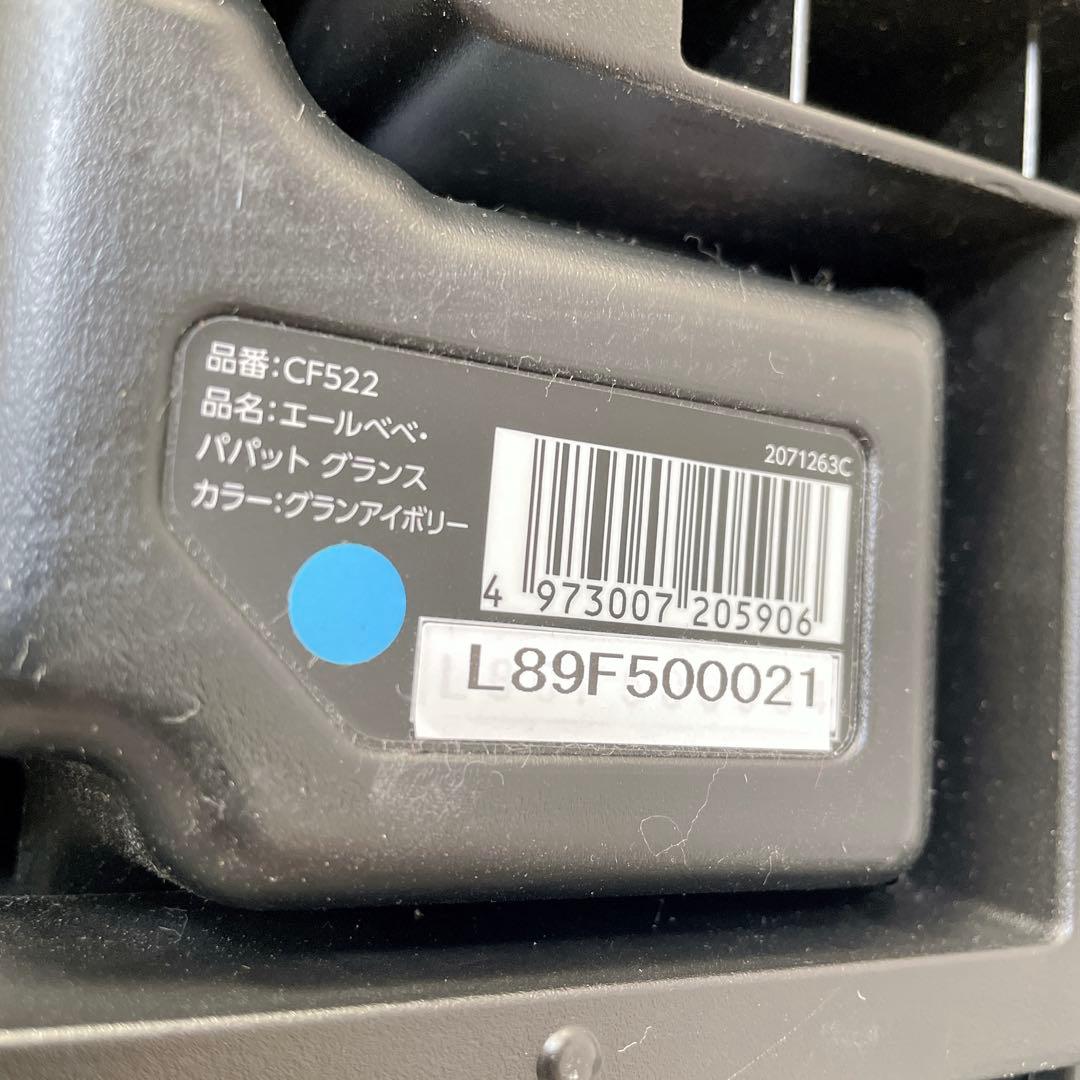 品番:CF522
品名:エールベベ・
パパット グランス
カラー:グランアイボリー
2071263C
4 973007 205906
L89F500021